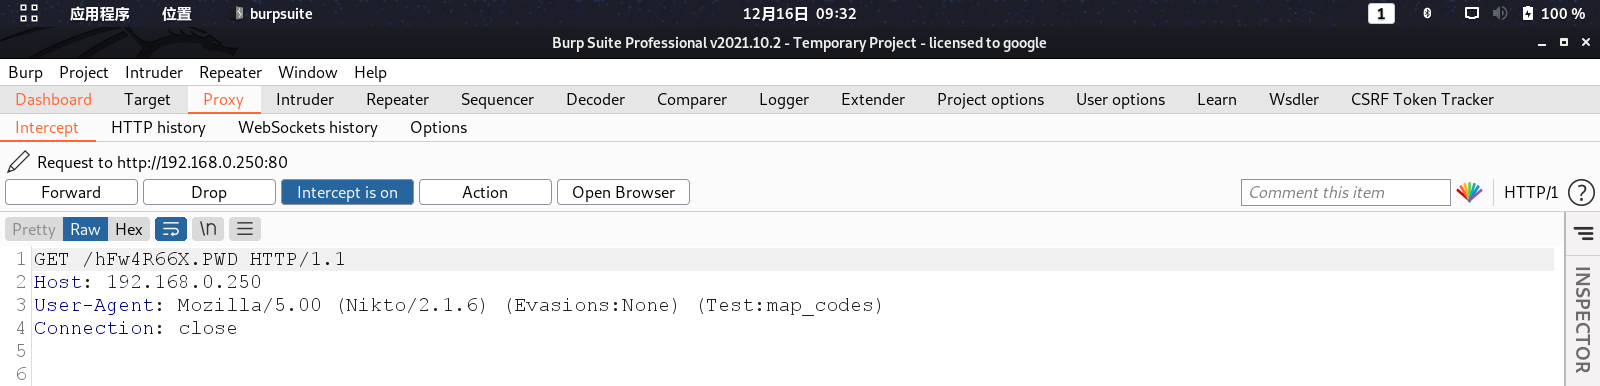 应用程序 位置 burpsuite 12月16日 09:32 1 100 %
Burp Suite Professional v2021.10.2 - Temporary Project - licensed to google
Burp Project Intruder Repeater Window Help
Dashboard Target Proxy Intruder Repeater Sequencer Decoder Comparer Logger Extender Project options User options Learn Wsdler CSRF Token Tracker
Intercept HTTP history WebSockets history Options
Request to http://192.168.0.250:80
Forward Drop Intercept is on Action Open Browser Comment this item HTTP/1 ?
Pretty Raw Hex \n
1 GET /hFw4R66X.PWD HTTP/1.1
2 Host: 192.168.0.250
3 User-Agent: Mozilla/5.00 (Nikto/2.1.6) (Evasions:None) (Test:map_codes)
4 Connection: close
5
6
INSPECTOR